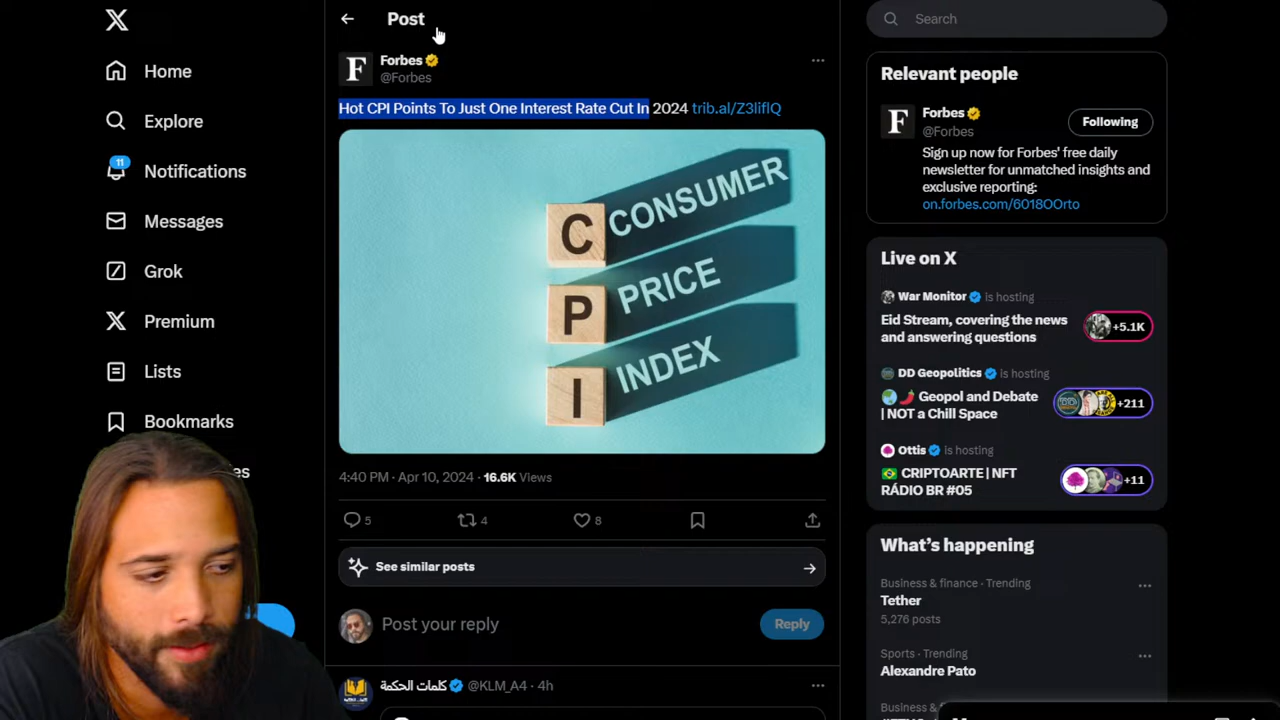 Post
Search
Forbes
@Forbes
Hot CPI Points To Just One Interest Rate Cut In 2024 trib.al/Z3liflQ
C CONSUMER
P PRICE
I INDEX
4:40 PM · Apr 10, 2024 · 16.6K Views
5
4
8
See similar posts
Post your reply
Reply
كلمات الحكمة @KLM_A4 · 4h
Home
Explore
11
Notifications
Messages
Grok
Premium
Lists
Bookmarks
Relevant people
Forbes
@Forbes
Following
Sign up now for Forbes' free daily
newsletter for unmatched insights and
exclusive reporting:
on.forbes.com/6018OOrto
Live on X
War Monitor is hosting
Eid Stream, covering the news
and answering questions
+5.1K
DD Geopolitics is hosting
Geopol and Debate
| NOT a Chill Space
+211
Ottis is hosting
CRIPTOARTE | NFT
RÁDIO BR #05
+11
What's happening
Business & finance · Trending
Tether
5,276 posts
Sports · Trending
Alexandre Pato